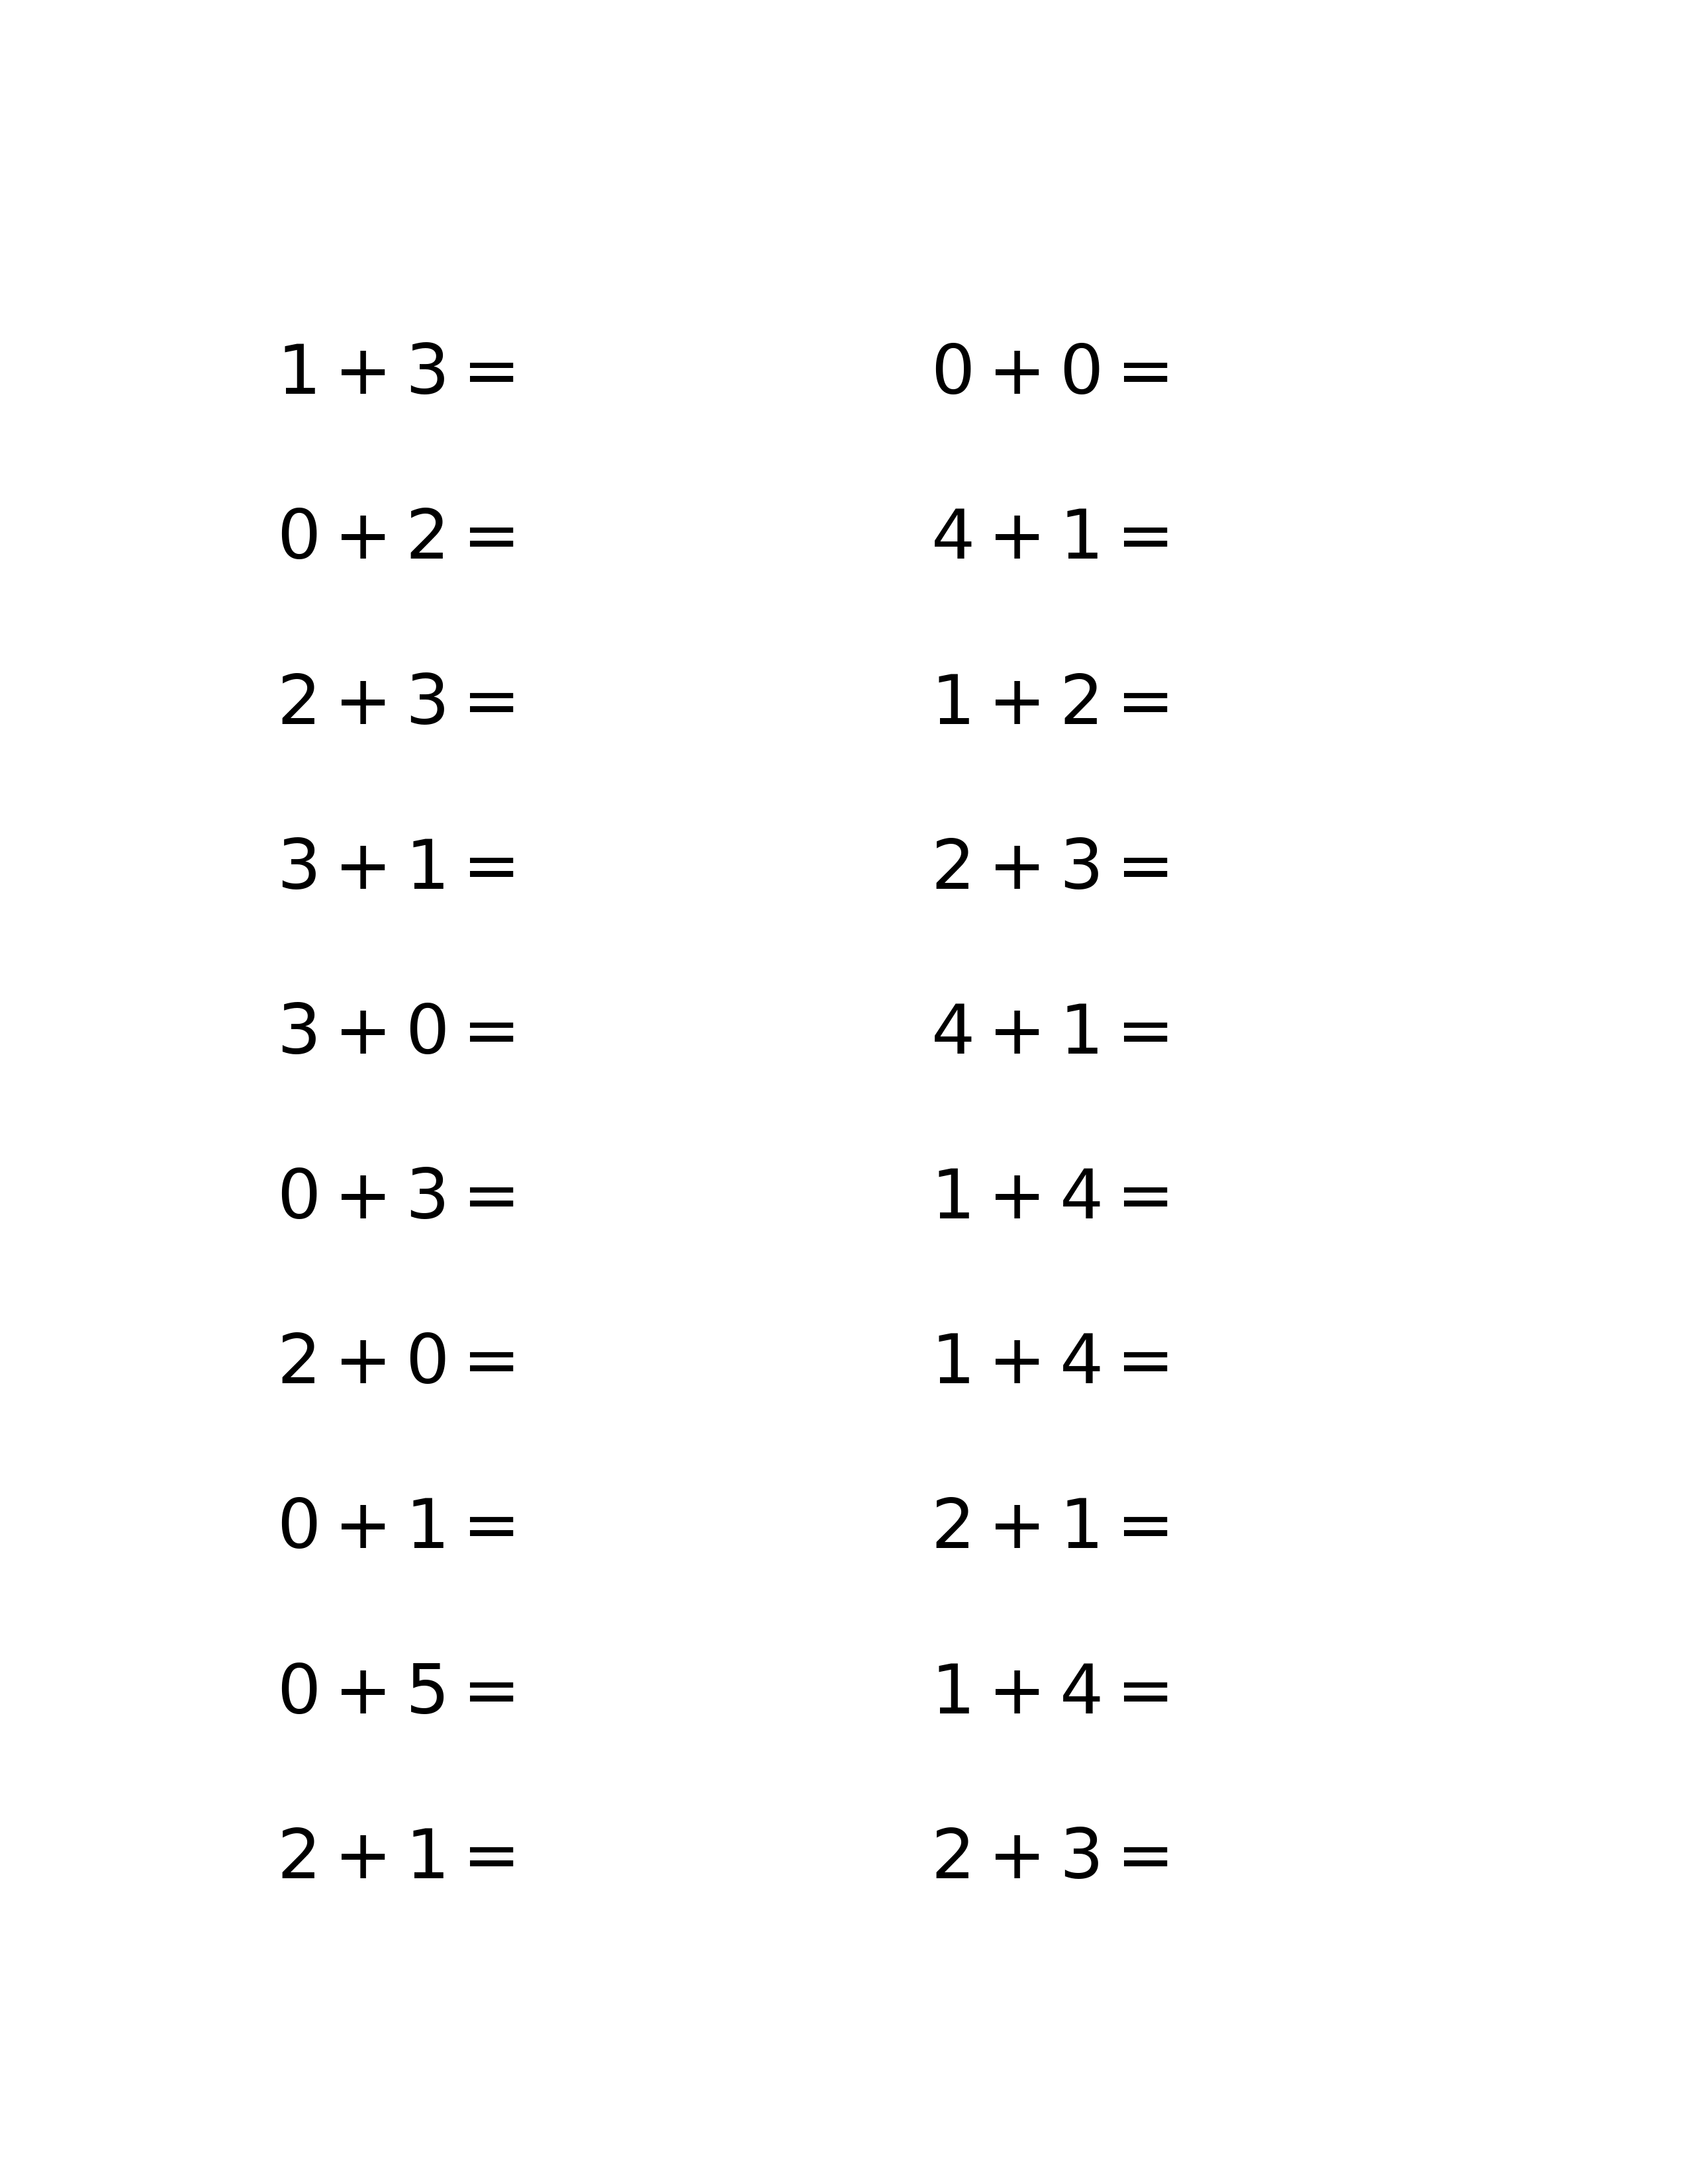 1 + 3 =
0 + 2 =
2 + 3 =
3 + 1 =
3 + 0 =
0 + 3 =
2 + 0 =
0 + 1 =
0 + 5 =
2 + 1 =
0 + 0 =
4 + 1 =
1 + 2 =
2 + 3 =
4 + 1 =
1 + 4 =
1 + 4 =
2 + 1 =
1 + 4 =
2 + 3 =